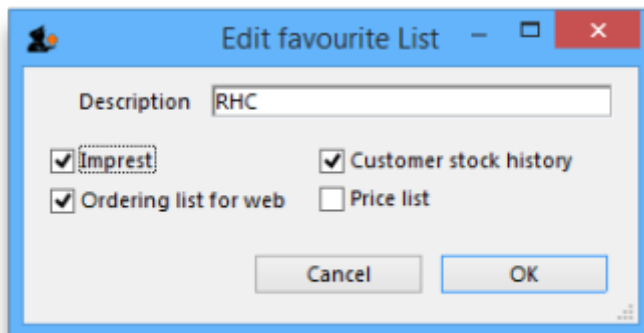 Edit favourite List
Description RHC
Imprest Customer stock history
Ordering list for web Price list
Cancel OK